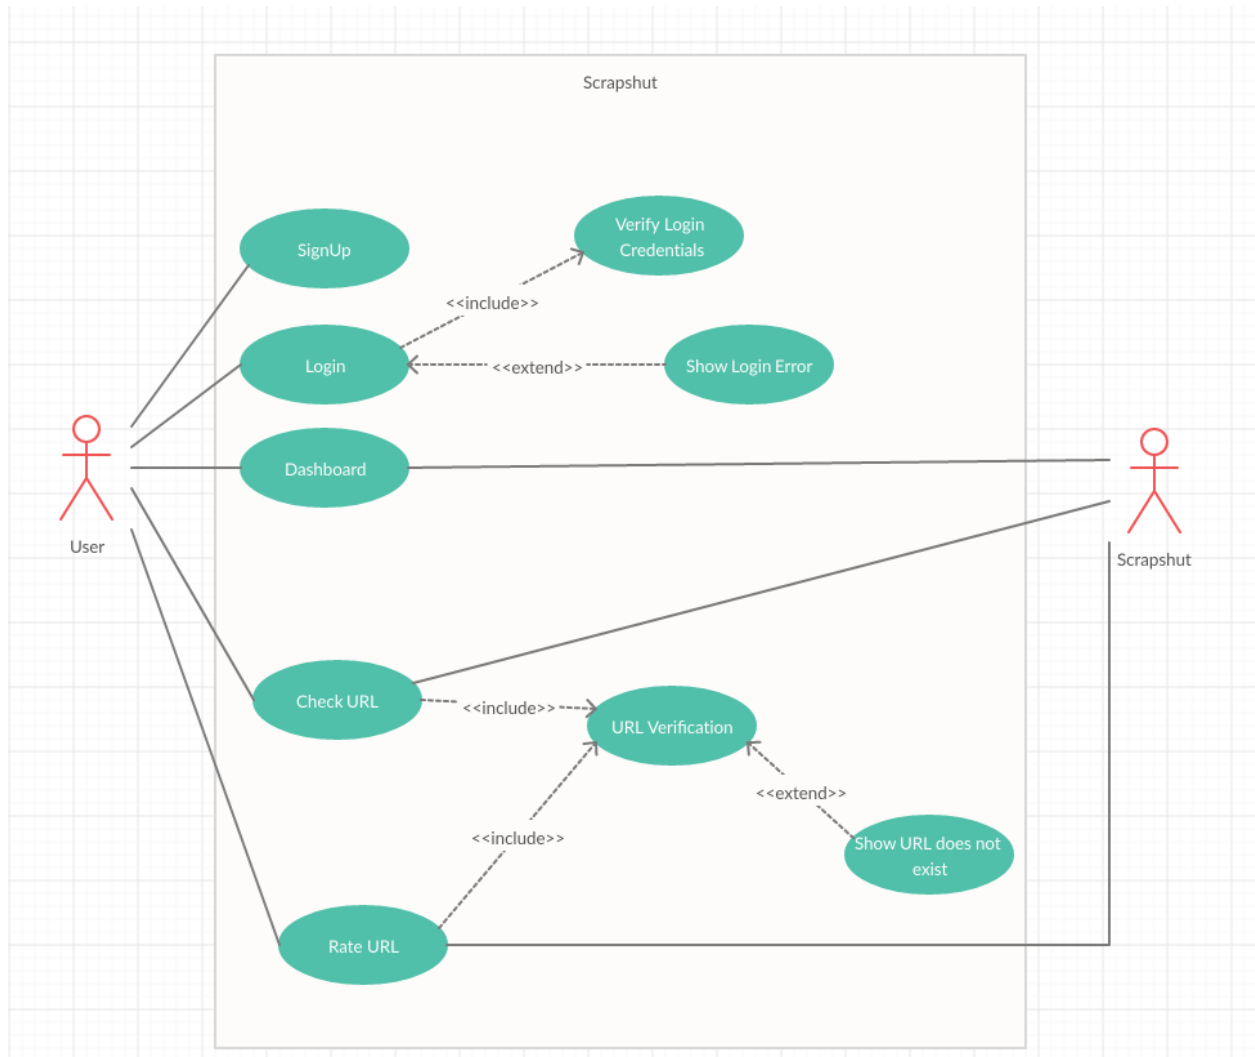 Scrapshut
SignUp
Verify Login
Credentials
<<include>>
Login
<<extend>>
Show Login Error
Dashboard
User
Scrapshut
Check URL
<<include>>
URL Verification
<<extend>>
<<include>>
Show URL does not
exist
Rate URL